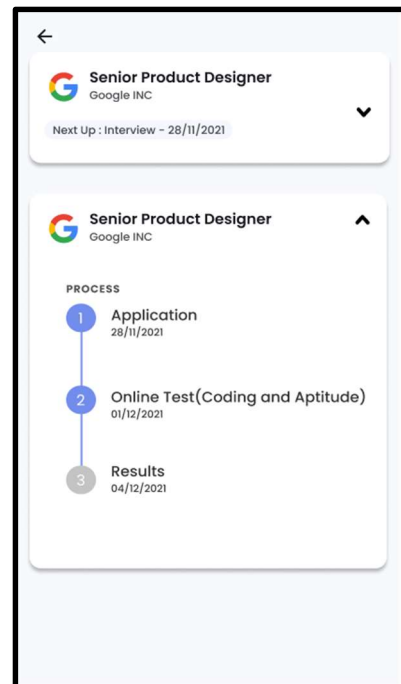 Senior Product Designer
Google INC
Next Up : Interview - 28/11/2021
Senior Product Designer
Google INC
PROCESS
1 Application
28/11/2021
2 Online Test(Coding and Aptitude)
01/12/2021
3 Results
04/12/2021